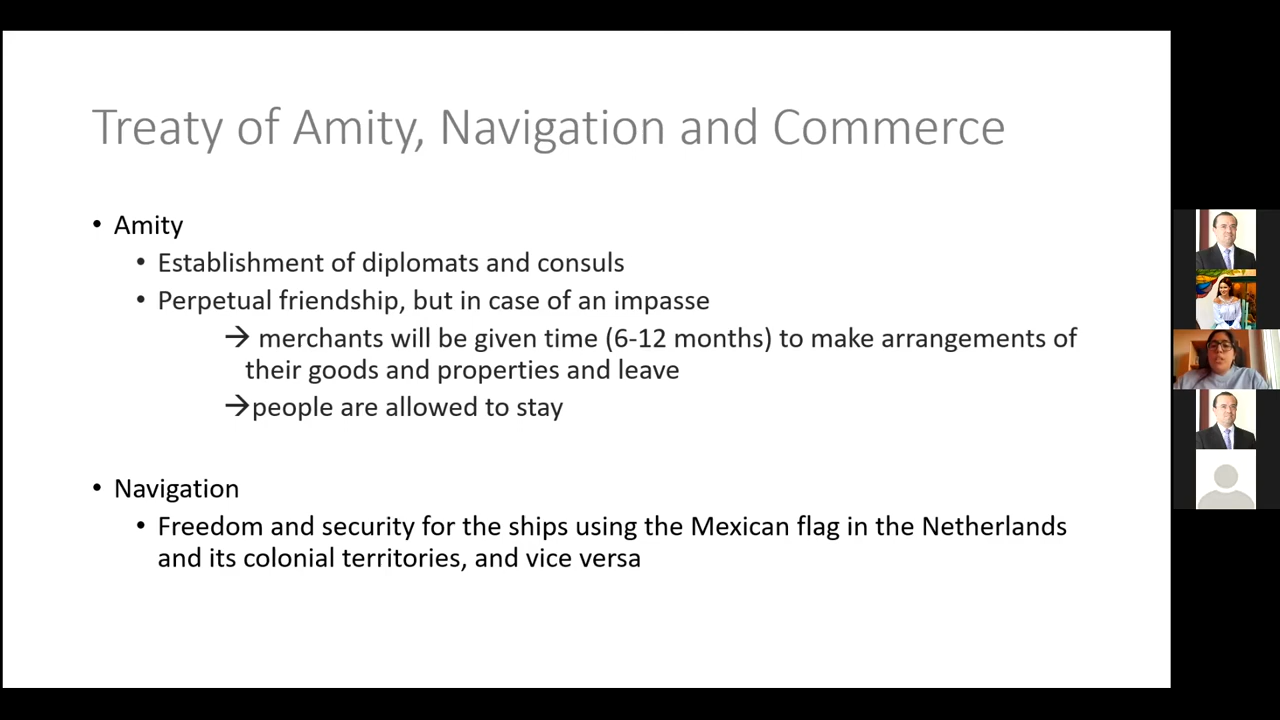 Treaty of Amity, Navigation and Commerce
• Amity
• Establishment of diplomats and consuls
• Perpetual friendship, but in case of an impasse
→ merchants will be given time (6-12 months) to make arrangements of
their goods and properties and leave
→people are allowed to stay
• Navigation
• Freedom and security for the ships using the Mexican flag in the Netherlands
and its colonial territories, and vice versa